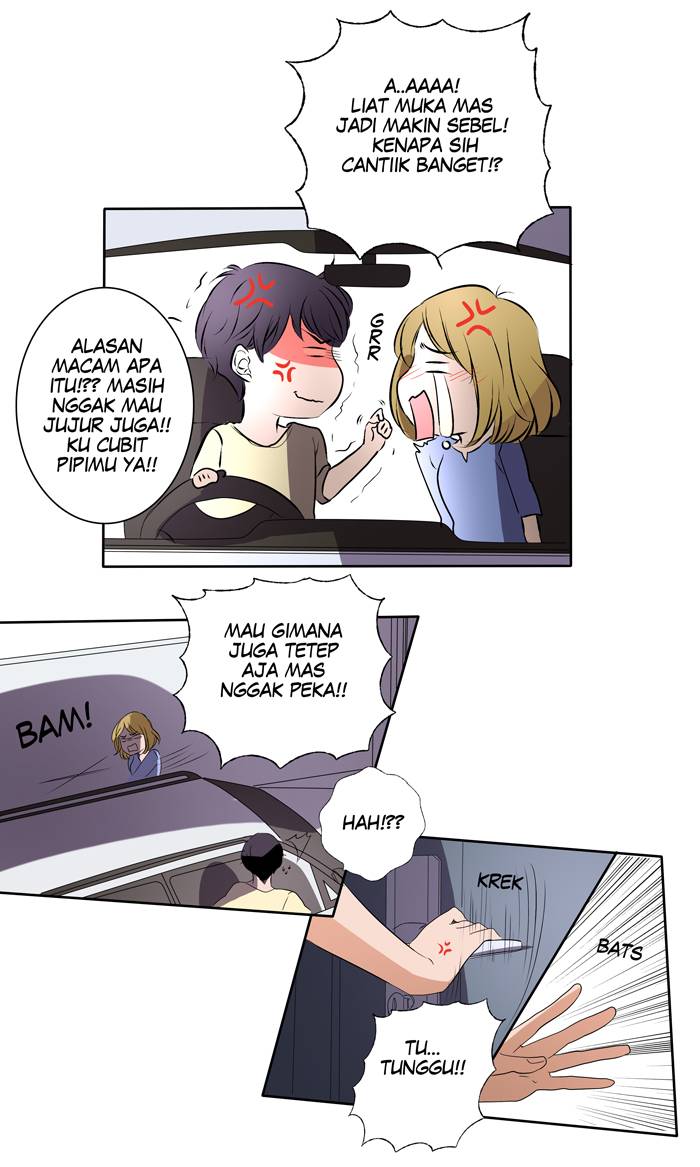 A..AAAA!
LIAT MUKA MAS
JADI MAKIN SEBEL!
KENAPA SIH
CANTIIK BANGET!?
ALASAN
MACAM APA
ITU!?? MASIH
NGGAK MAU
JUJUR JUGA!!
KU CUBIT
PIPIMU YA!!
GRR
MAU GIMANA
JUGA TETEP
AJA MAS
NGGAK PEKA!!
BAM!
HAH!??
KREK
BATS
TU...
TUNGGU!!